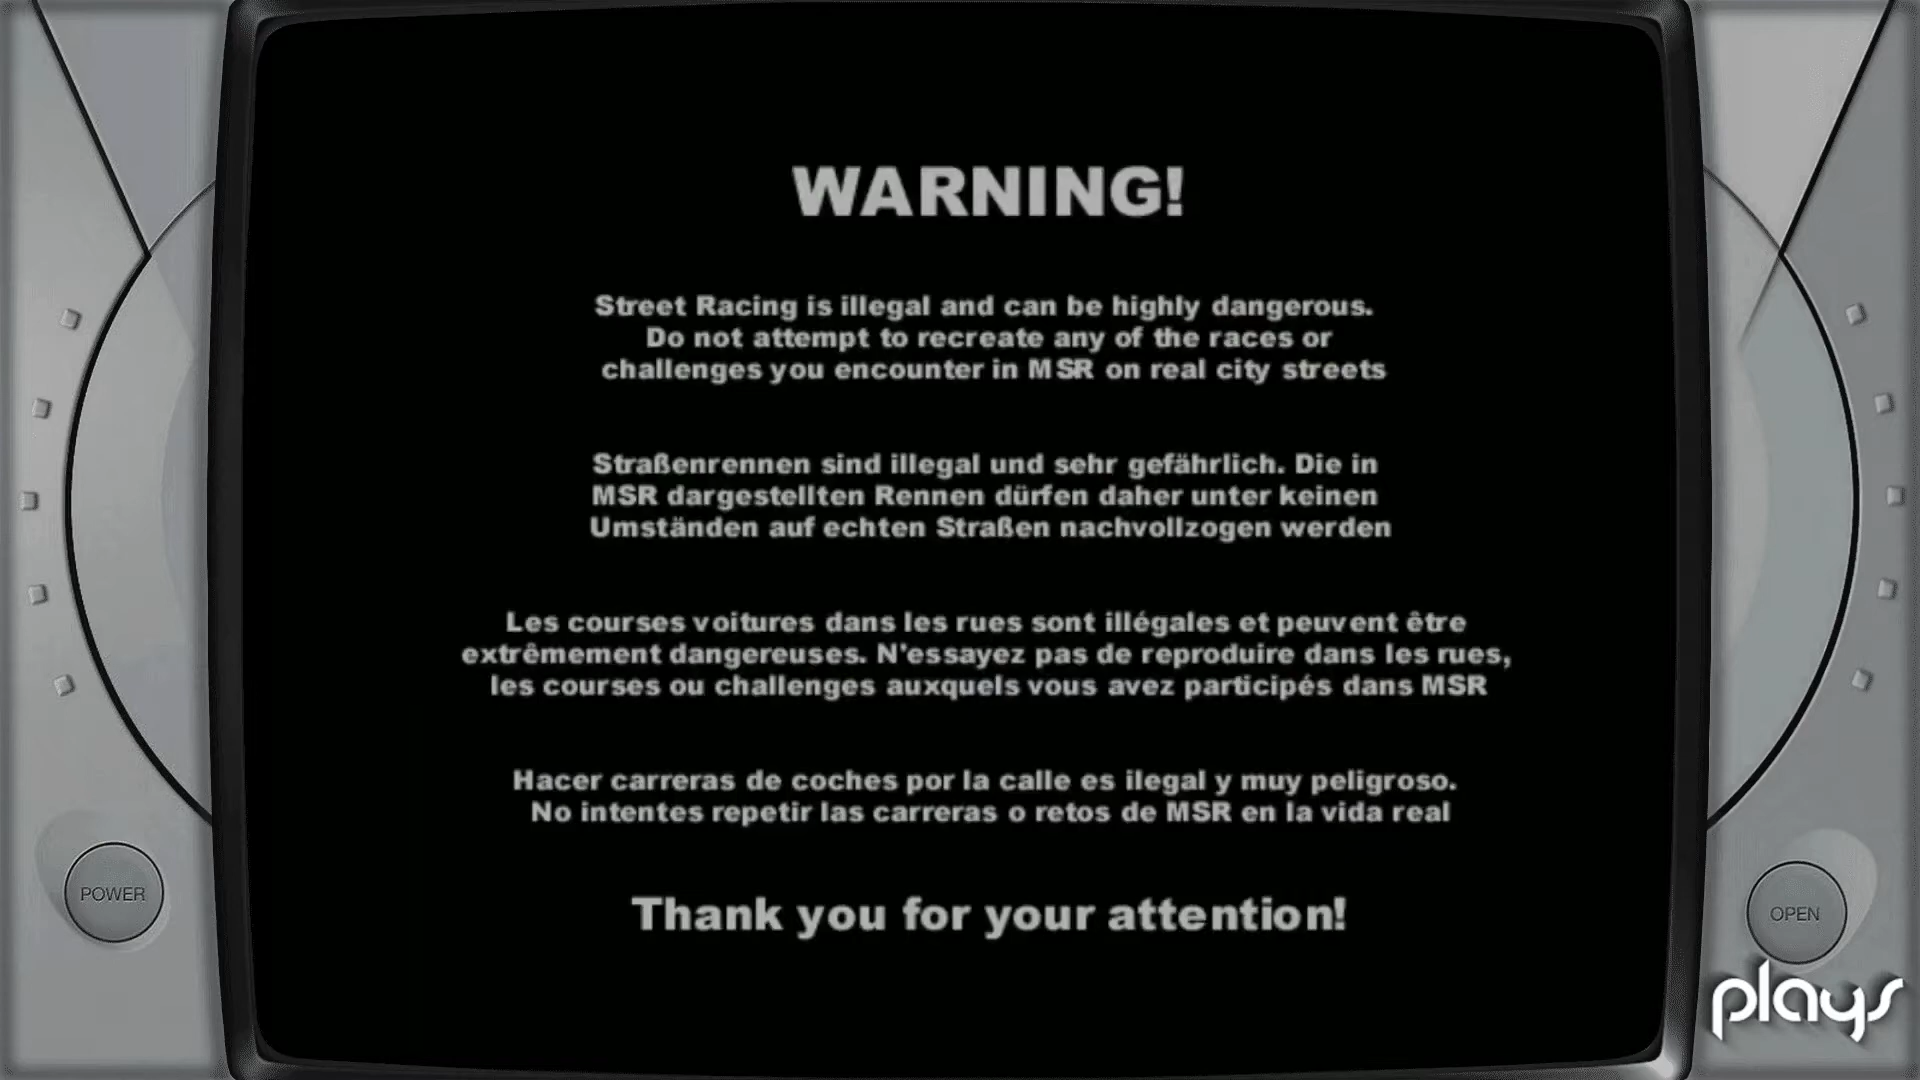 WARNING!
Street Racing is illegal and can be highly dangerous.
Do not attempt to recreate any of the races or
challenges you encounter in MSR on real city streets
Straßenrennen sind illegal und sehr gefährlich. Die in
MSR dargestellten Rennen dürfen daher unter keinen
Umständen auf echten Straßen nachvollzogen werden
Les courses voitures dans les rues sont illégales et peuvent être
extrêmement dangereuses. N'essayez pas de reproduire dans les rues,
les courses ou challenges auxquels vous avez participés dans MSR
Hacer carreras de coches por la calle es ilegal y muy peligroso.
No intentes repetir las carreras o retos de MSR en la vida real
Thank you for your attention!
POWER
OPEN
plays